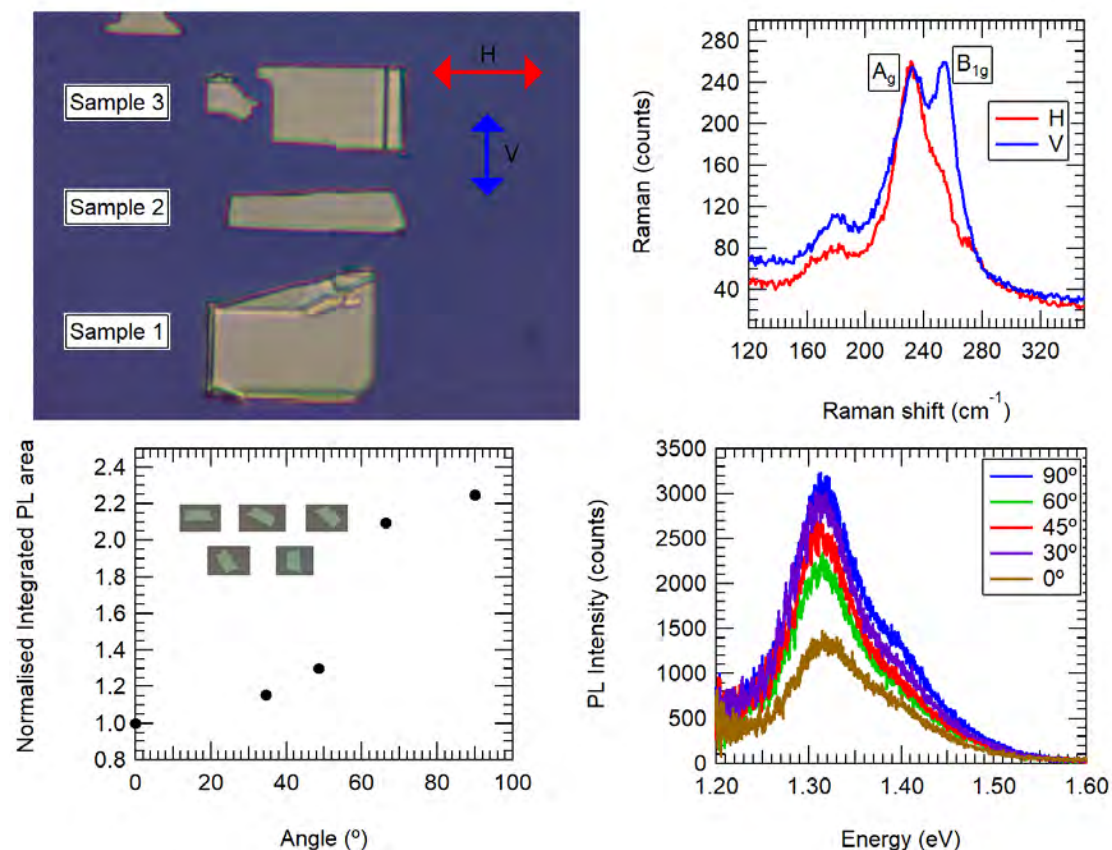 Sample 3
H
V
Sample 2
Sample 1
280
240
200
160
120
80
40
Raman (counts)
Ag
B1g
H
V
120 160 200 240 280 320
Raman shift (cm-1)
Normalised Integrated PL area
2.4
2.2
2.0
1.8
1.6
1.4
1.2
1.0
0.8
0 20 40 60 80 100
Angle (º)
PL Intensity (counts)
3500
3000
2500
2000
1500
1000
500
0
90º
60º
45º
30º
0º
1.20 1.30 1.40 1.50 1.60
Energy (eV)